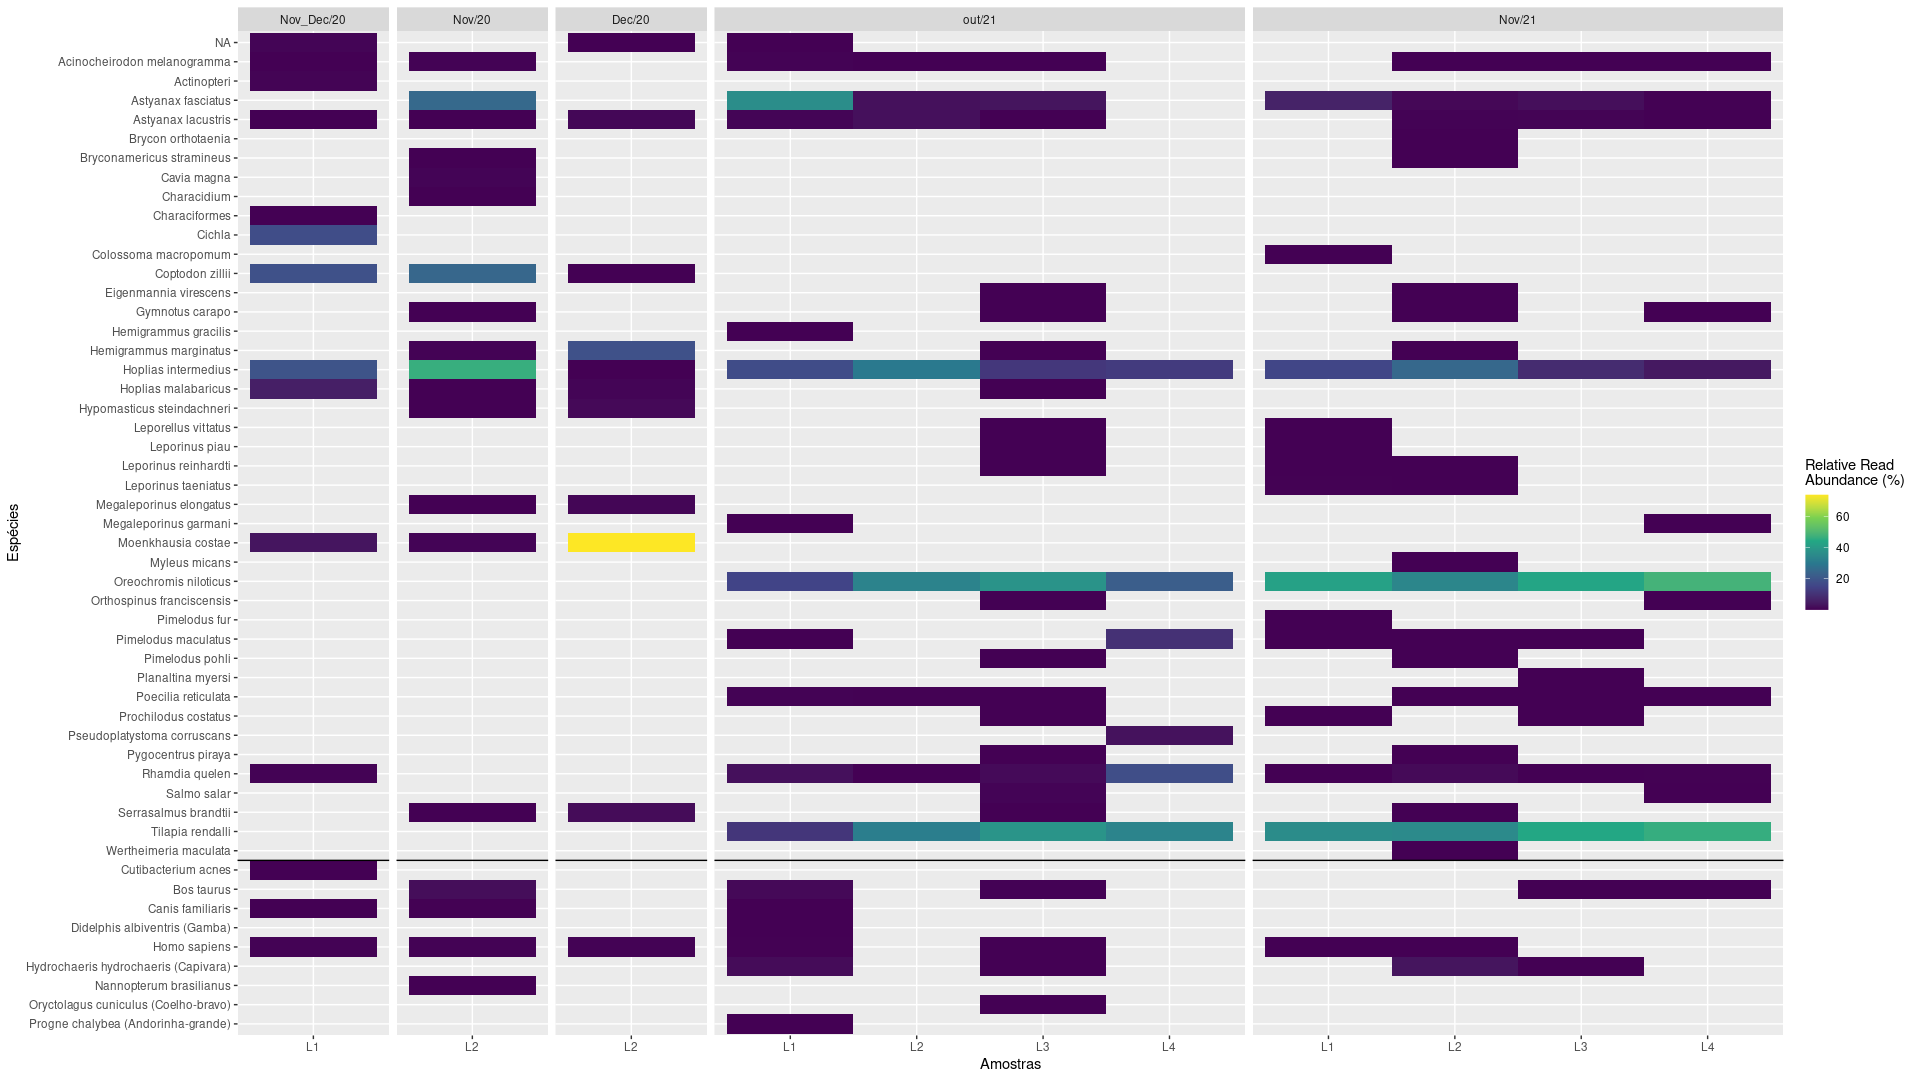 Nov_Dec/20
Nov/20
Dec/20
out/21
Nov/21
NA
Acinocheirodon melanogramma
Actinopteri
Astyanax fasciatus
Astyanax lacustris
Brycon orthotaenia
Bryconamericus stramineus
Cavia magna
Characidium
Characiformes
Cichla
Colossoma macropomum
Coptodon zillii
Eigenmannia virescens
Gymnotus carapo
Hemigrammus gracilis
Hemigrammus marginatus
Hoplias intermedius
Hoplias malabaricus
Hypomasticus steindachneri
Leporellus vittatus
Leporinus piau
Leporinus reinhardti
Leporinus taeniatus
Megaleporinus elongatus
Megaleporinus garmani
Moenkhausia costae
Myleus micans
Oreochromis niloticus
Orthospinus franciscensis
Pimelodus fur
Pimelodus maculatus
Pimelodus pohli
Planaltina myersi
Poecilia reticulata
Prochilodus costatus
Pseudoplatystoma corruscans
Pygocentrus piraya
Rhamdia quelen
Salmo salar
Serrasalmus brandtii
Tilapia rendalli
Wertheimeria maculata
Cutibacterium acnes
Bos taurus
Canis familiaris
Didelphis albiventris (Gamba)
Homo sapiens
Hydrochaeris hydrochaeris (Capivara)
Nannopterum brasilianus
Oryctolagus cuniculus (Coelho-bravo)
Progne chalybea (Andorinha-grande)
Espécies
L1
L2
L2
L1
L2
L3
L4
L1
L2
L3
L4
Amostras
Relative Read
Abundance (%)
60
40
20